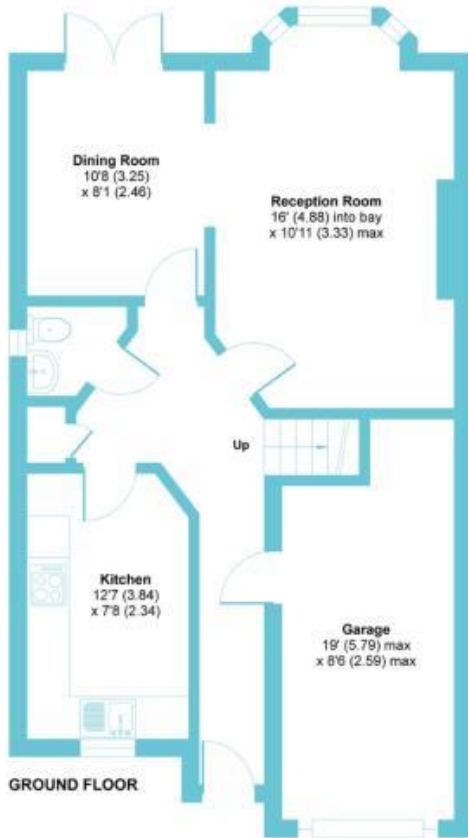 Dining Room
10'8 (3.25)
x 8'1 (2.46)
Reception Room
16' (4.88) into bay
x 10'11 (3.33) max
Up
Kitchen
12'7 (3.84)
x 7'8 (2.34)
Garage
19' (5.79) max
x 8'6 (2.59) max
GROUND FLOOR